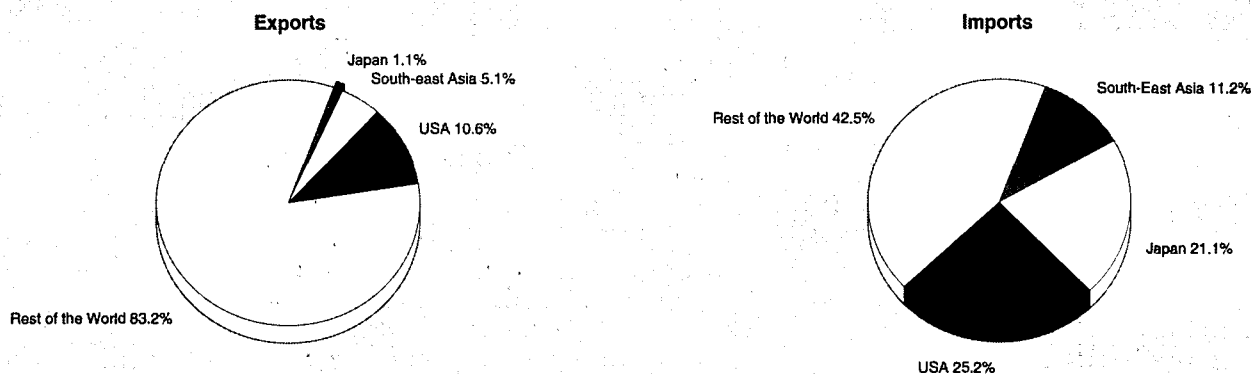 Exports
Japan 1.1%
South-east Asia 5.1%
USA 10.6%
Rest of the World 83.2%
Imports
South-East Asia 11.2%
Rest of the World 42.5%
Japan 21.1%
USA 25.2%